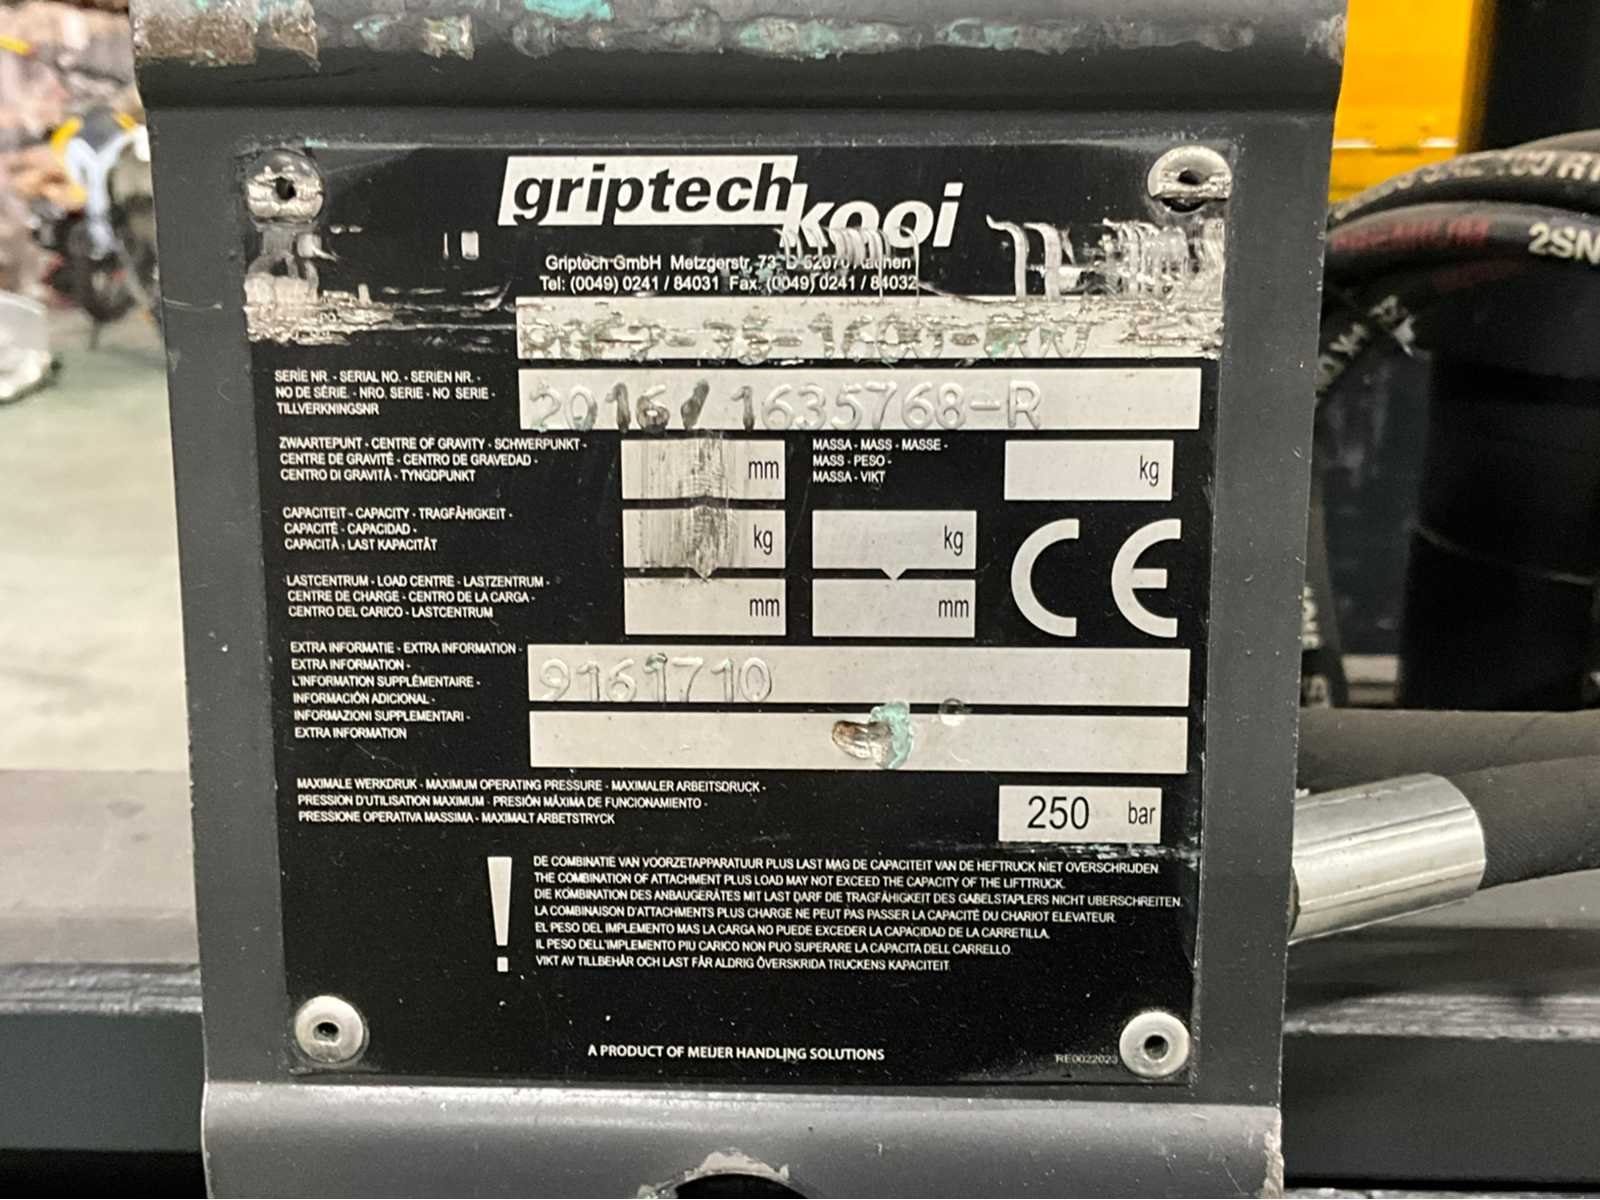 griptech
kooi
Griptech GmbH Metzgerstr. 73 D-52070 Aachen
Tel: (0049) 0241 / 84031 Fax: (0049) 0241 / 84032
SERIE NR. - SERIAL NO. - SERIEN NR. -
NO DE SÉRIE. - NRO. SERIE - NO. SERIE -
TILLVERKNINGSNR
2016/1635768-R
ZWAARTEPUNT - CENTRE OF GRAVITY - SCHWERPUNKT -
CENTRE DE GRAVITÉ - CENTRO DE GRAVEDAD -
CENTRO DI GRAVITÀ - TYNGDPUNKT
mm
MASSA - MASS - MASSE -
MASS - PESO -
MASSA - VIKT
kg
CAPACITEIT - CAPACITY - TRAGFÄHIGKEIT -
CAPACITÉ - CAPACIDAD -
CAPACITÀ - LAST KAPACITÄT
kg
kg
LASTCENTRUM - LOAD CENTRE - LASTZENTRUM -
CENTRE DE CHARGE - CENTRO DE LA CARGA -
CENTRO DEL CARICO - LASTCENTRUM
mm
mm
CE
EXTRA INFORMATIE - EXTRA INFORMATION -
EXTRA INFORMATION -
L'INFORMATION SUPPLÉMENTAIRE -
INFORMACIÓN ADICIONAL -
INFORMAZIONI SUPPLEMENTARI -
EXTRA INFORMATION
9161710
MAXIMALE WERKDRUK - MAXIMUM OPERATING PRESSURE - MAXIMALER ARBEITSDRUCK -
PRESSION D'UTILISATION MAXIMUM - PRESIÓN MÁXIMA DE FUNCIONAMIENTO -
PRESSIONE OPERATIVA MASSIMA - MAXIMALT ARBETSTRYCK
250 bar
!
DE COMBINATIE VAN VOORZETAPPARATUUR PLUS LAST MAG DE CAPACITEIT VAN DE HEFTRUCK NIET OVERSCHRIJDEN.
THE COMBINATION OF ATTACHMENT PLUS LOAD MAY NOT EXCEED THE CAPACITY OF THE LIFTTRUCK.
DIE KOMBINATION DES ANBAUGERÄTES MIT LAST DARF DIE TRAGFÄHIGKEIT DES GABELSTAPLERS NICHT UBERSCHREITEN.
LA COMBINAISON D'ATTACHMENTS PLUS CHARGE NE PEUT PAS PASSER LA CAPACITÉ DU CHARIOT ELEVATEUR.
EL PESO DEL IMPLEMENTO MAS LA CARGA NO PUEDE EXCEDER LA CAPACIDAD DE LA CARRETILLA.
IL PESO DELL'IMPLEMENTO PIU CARICO NON PUO SUPERARE LA CAPACITA DELL CARRELLO.
VIKT AV TILLBEHÅR OCH LAST FÅR ALDRIG ÖVERSKRIDA TRUCKENS KAPACITEIT.
A PRODUCT OF MEIJER HANDLING SOLUTIONS
RE0022023
2SN